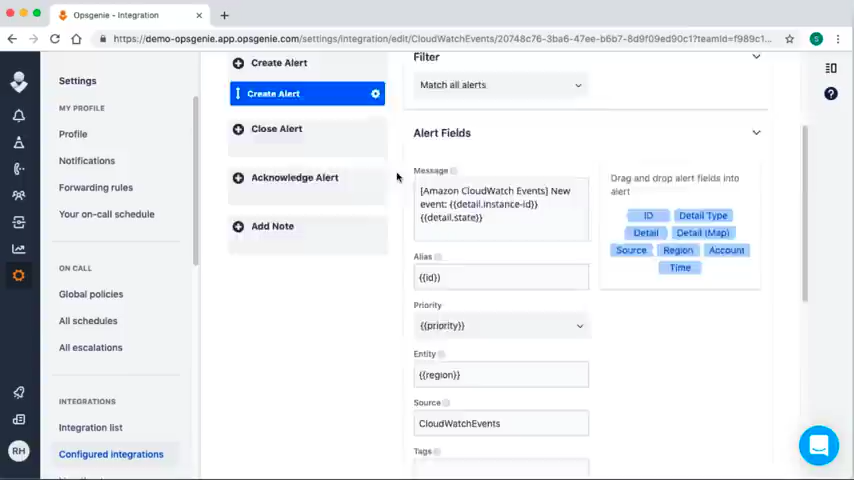 Opsgenie - Integration
https://demo-opsgenie.app.opsgenie.com/settings/integration/edit/CloudWatchEvents/20748c76-3ba6-47ee-b6b7-8d9f09ed90c1?teamId=f989c1...
S
Settings
MY PROFILE
Profile
Notifications
Forwarding rules
Your on-call schedule
ON CALL
Global policies
All schedules
All escalations
INTEGRATIONS
Integration list
Configured integrations
RH
Create Alert
Create Alert
Close Alert
Acknowledge Alert
Add Note
Filter
Match all alerts
Alert Fields
Message
[Amazon CloudWatch Events] New
event: {{detail.instance-id}}
{{detail.state}}
Alias
{{id}}
Priority
{{priority}}
Entity
{{region}}
Source
CloudWatchEvents
Tags
Drag and drop alert fields into
alert
ID Detail Type
Detail Detail (Map)
Source Region Account
Time